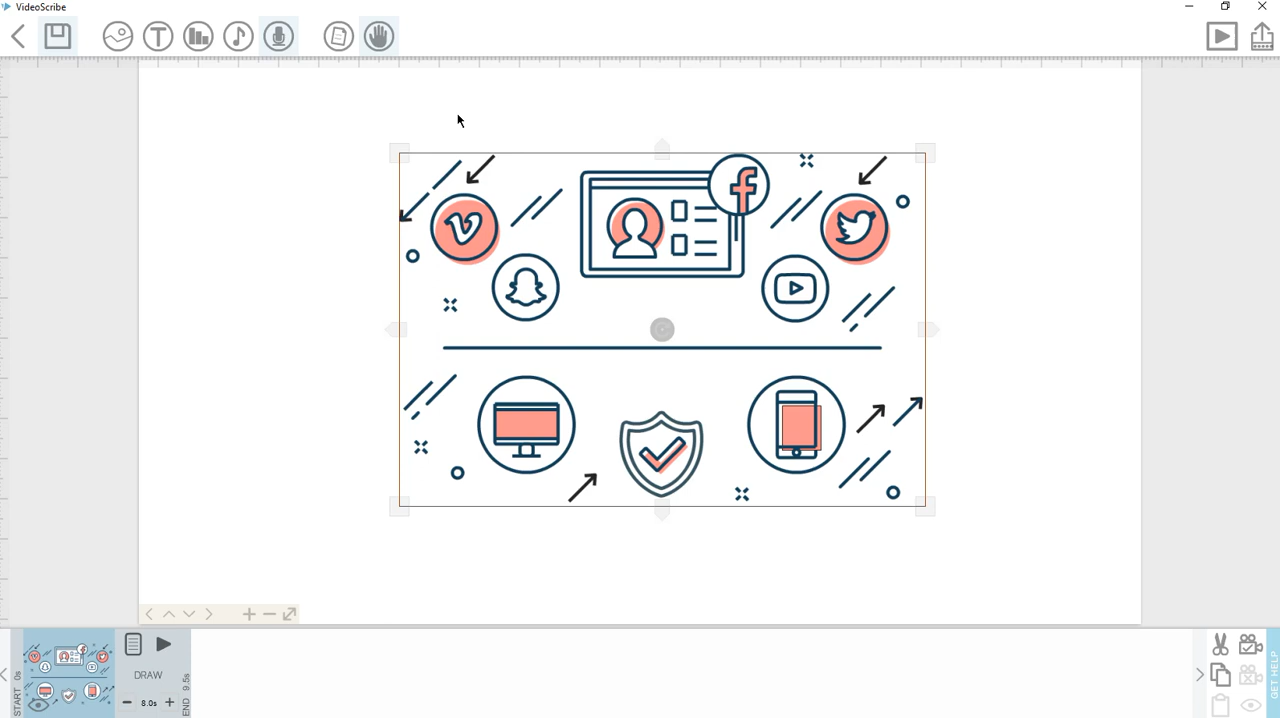 VideoScribe
START 0s
DRAW
8.0s
END 9.5s
GET HELP